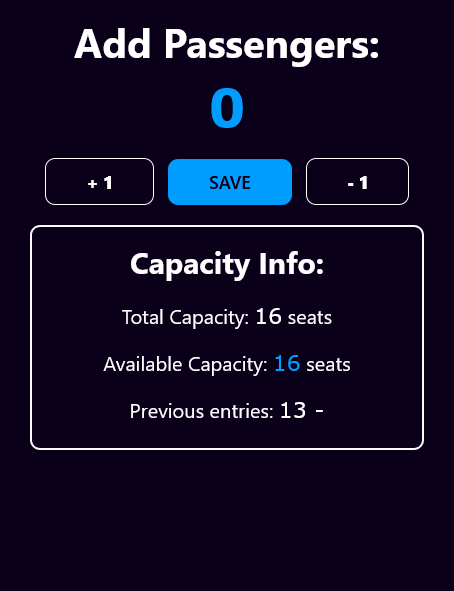 Add Passengers:
0
+ 1 SAVE - 1
Capacity Info:
Total Capacity: 16 seats
Available Capacity: 16 seats
Previous entries: 13 -